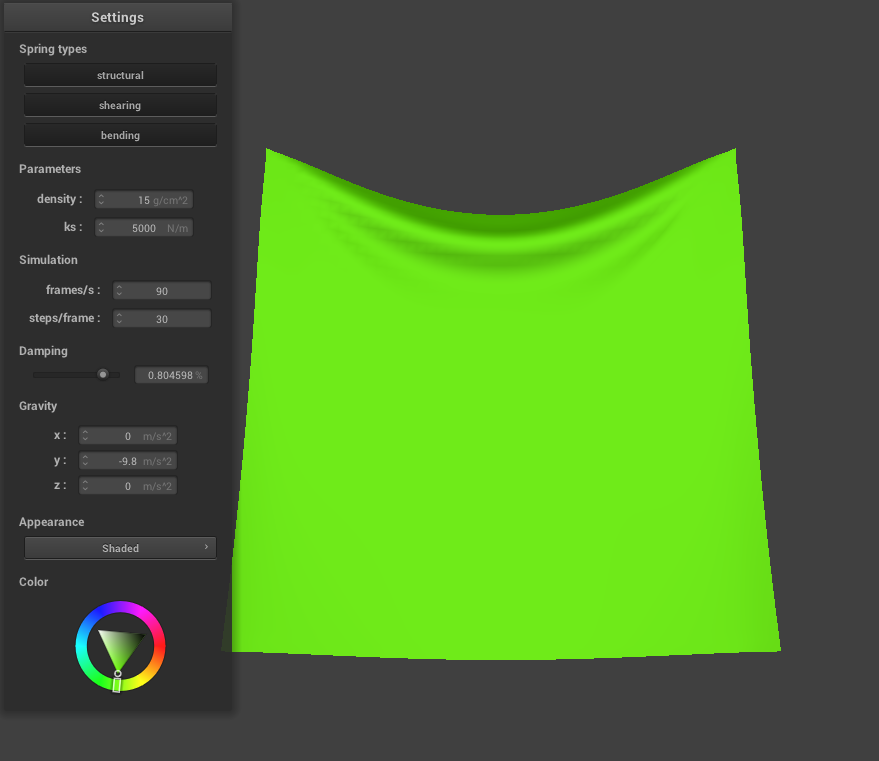 Settings
Spring types
structural
shearing
bending
Parameters
density : 15 g/cm^2
ks : 5000 N/m
Simulation
frames/s : 90
steps/frame : 30
Damping
0.804598 %
Gravity
x : 0 m/s^2
y : -9.8 m/s^2
z : 0 m/s^2
Appearance
Shaded
Color